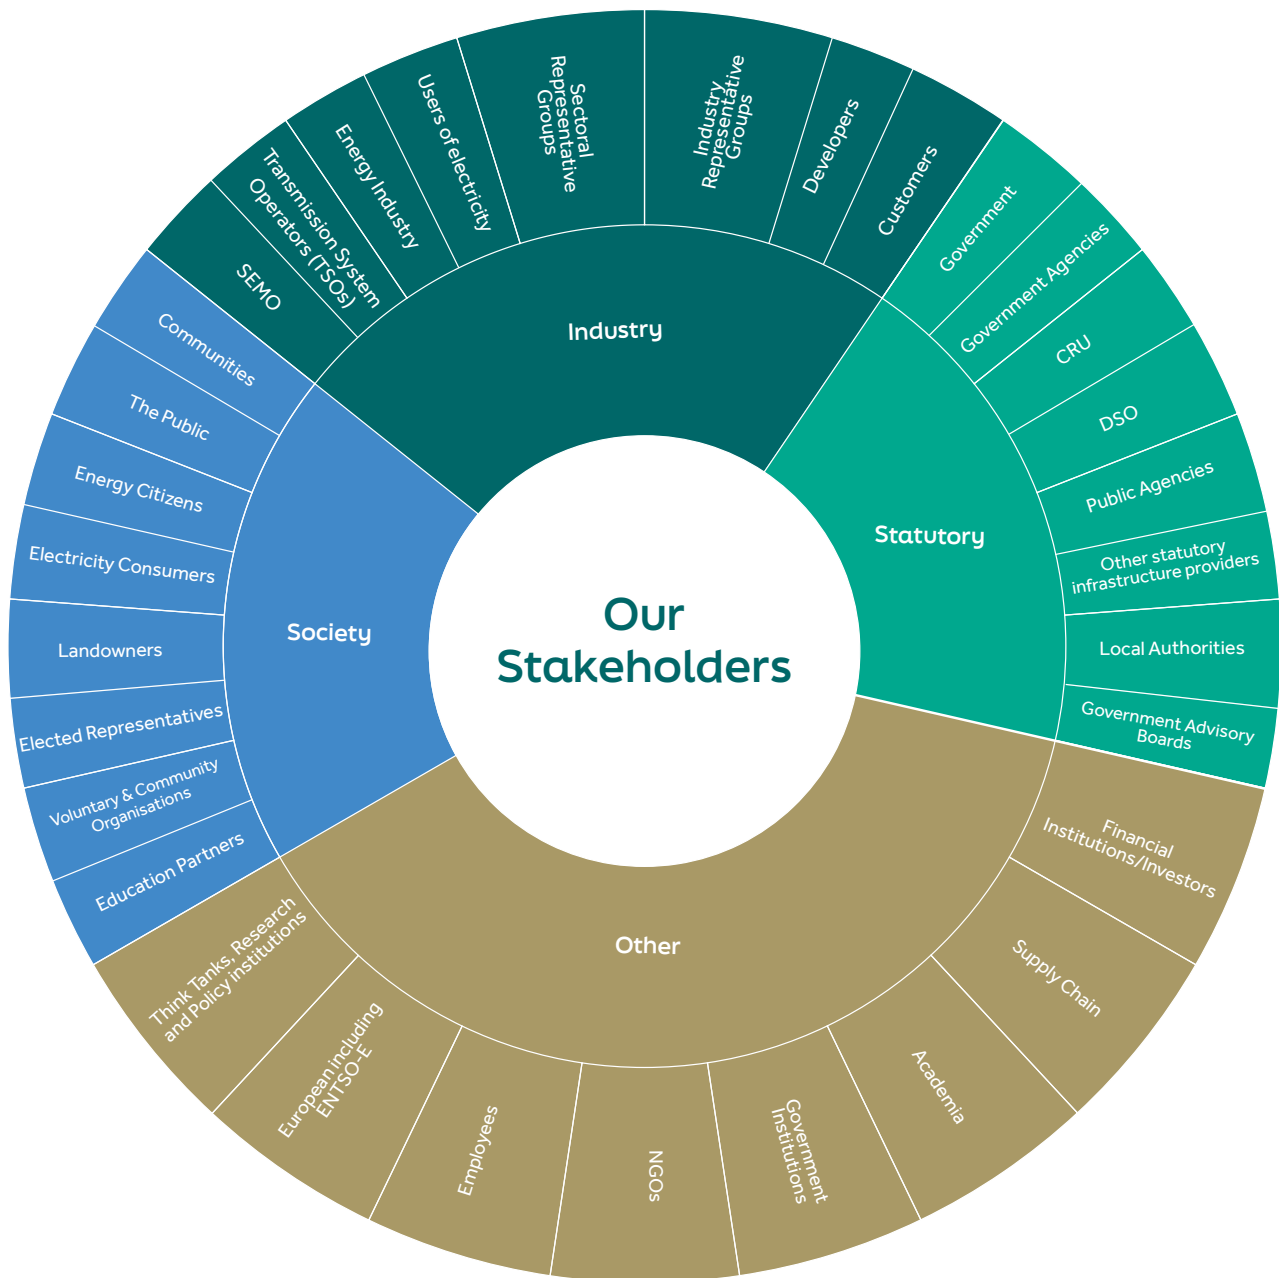 Our
Stakeholders
Industry
SEMO
Transmission System
Operators (TSOs)
Energy Industry
Users of electricity
Sectoral
Representative
Groups
Industry
Representative
Groups
Developers
Customers
Statutory
Government
Government Agencies
CRU
DSO
Public Agencies
Other statutory
infrastructure providers
Local Authorities
Government Advisory
Boards
Other
Financial
Institutions/Investors
Supply Chain
Academia
Government
Institutions
NGOs
Employees
European including
ENTSO-E
Think Tanks, Research
and Policy institutions
Society
Education Partners
Voluntary & Community
Organisations
Elected Representatives
Landowners
Electricity Consumers
Energy Citizens
The Public
Communities